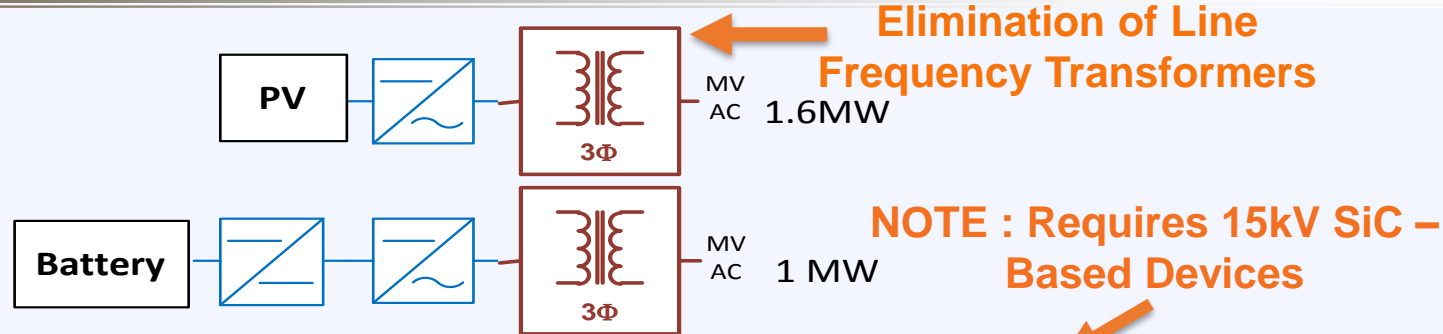 Elimination of Line
Frequency Transformers
PV
3Φ
MV
AC
1.6MW
NOTE : Requires 15kV SiC –
Based Devices
Battery
3Φ
MV
AC
1 MW